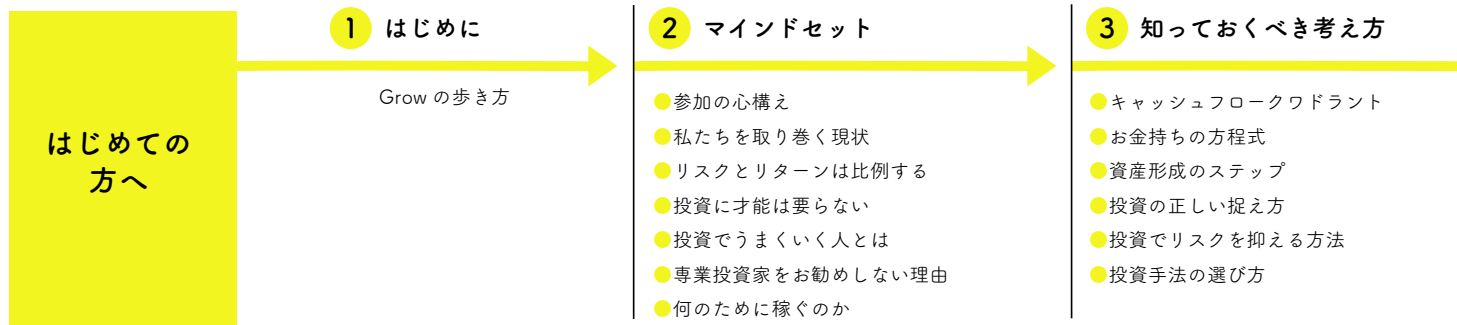 はじめての
方へ
1 はじめに
Grow の歩き方
2 マインドセット
●参加の心構え
●私たちを取り巻く現状
●リスクとリターンは比例する
●投資に才能は要らない
●投資でうまくいく人とは
●専業投資家をお勧めしない理由
●何のために稼ぐのか
3 知っておくべき考え方
●キャッシュフロークワドラント
●お金持ちの方程式
●資産形成のステップ
●投資の正しい捉え方
●投資でリスクを抑える方法
●投資手法の選び方